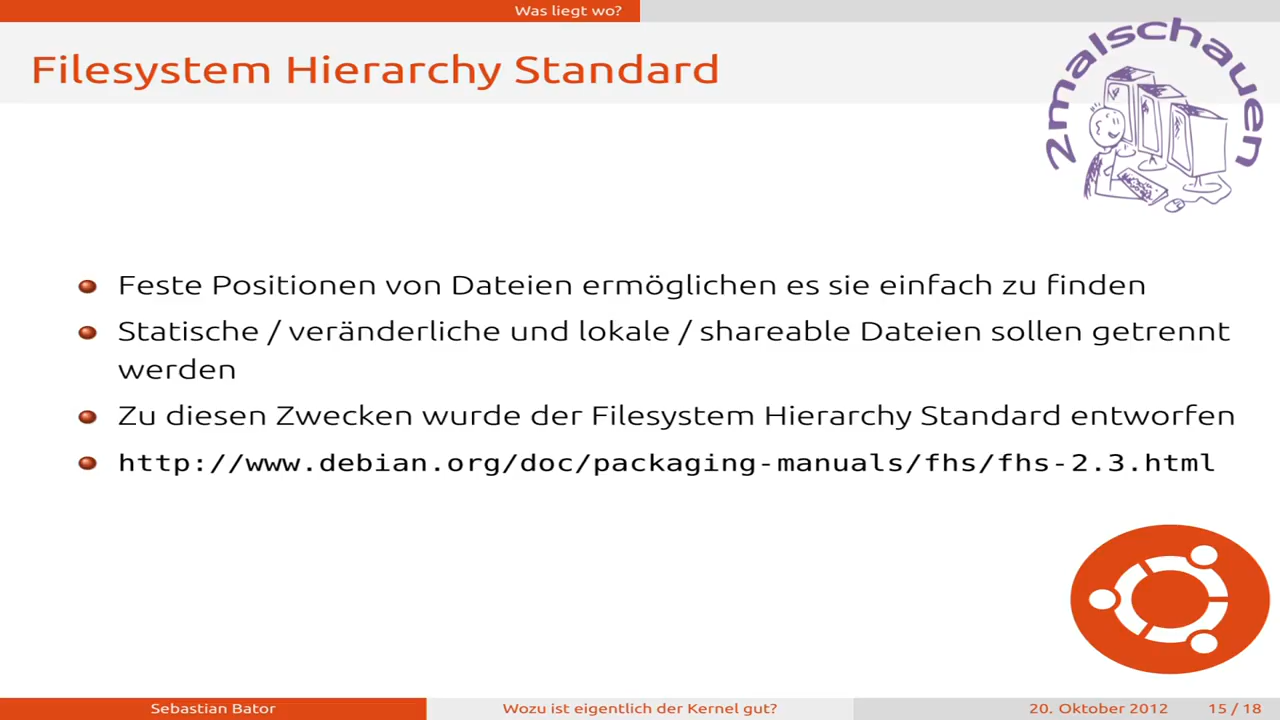 Was liegt wo?
Filesystem Hierarchy Standard
2malschauen
Feste Positionen von Dateien ermöglichen es sie einfach zu finden
Statische / veränderliche und lokale / shareable Dateien sollen getrennt
werden
Zu diesen Zwecken wurde der Filesystem Hierarchy Standard entworfen
http://www.debian.org/doc/packaging-manuals/fhs/fhs-2.3.html
Sebastian Bator
Wozu ist eigentlich der Kernel gut?
20. Oktober 2012
15 / 18